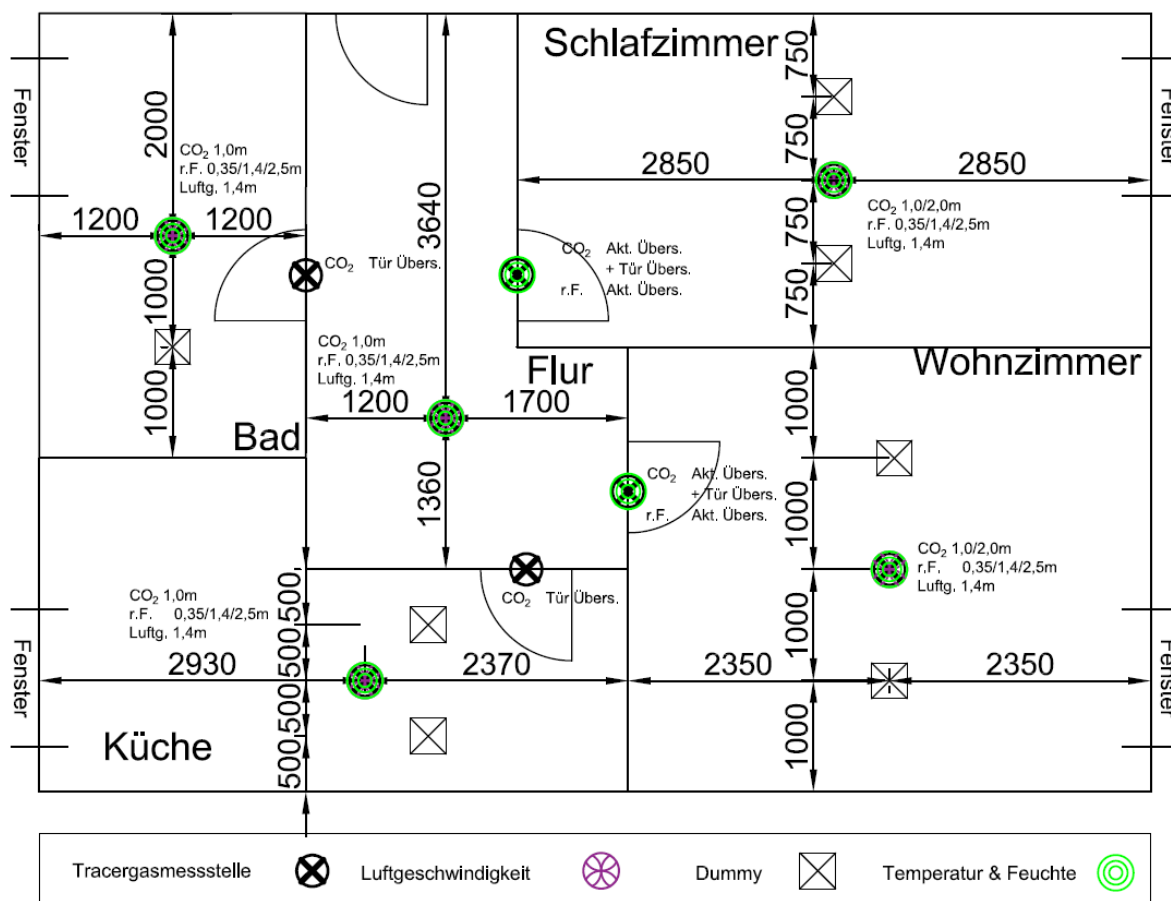 Schlafzimmer
750
Fenster
2000
CO₂ 1,0m
r.F. 0,35/1,4/2,5m
Luftg. 1,4m
1200
1200
1000
1000
Bad
3640
CO₂ Tür Übers.
2850
2850
Fenster
750
750
750
CO₂ 1,0/2,0m
r.F. 0,35/1,4/2,5m
Luftg. 1,4m
CO₂ Akt. Übers.
+ Tür Übers.
r.F. Akt. Übers.
CO₂ 1,0m
r.F, 0,35/1,4/2,5m
Luftg. 1,4m
Flur
1200
1700
1360
Wohnzimmer
1000
1000
1000
1000
CO₂ Akt. Übers.
+ Tür Übers.
r.F. Akt. Übers.
CO₂ 1,0/2,0m
r.F, 0,35/1,4/2,5m
Luftg, 1,4m
2350
2350
Fenster
CO₂ Tür Übers.
CO₂ 1,0m
r.F. 0,35/1,4/2,5m
Luftg, 1,4m
500
500
500
500
2930
2370
Fenster
Küche
Tracergasmessstelle
Luftgeschwindigkeit
Dummy
Temperatur & Feuchte